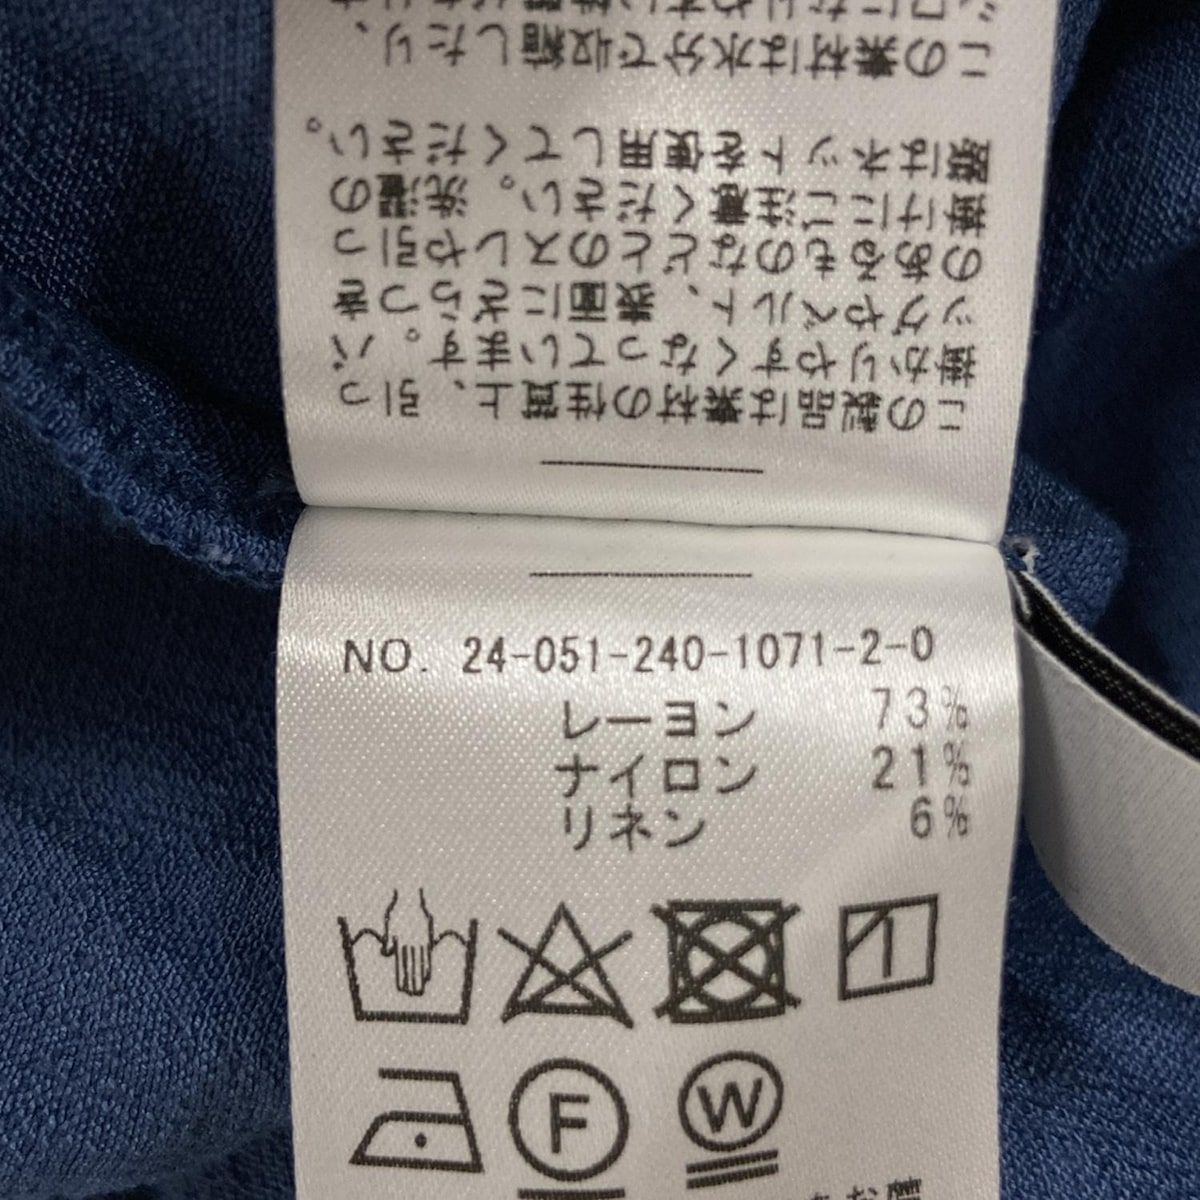 この製品は素材の性質上、引っ
掛かりやすくなっています。バ
ッグやベルト、表面にざらつき
のあるものなどとのスレや引っ
掛けにご注意ください。洗濯の
際はネットを使用してください。
この素材は水分で収縮したり、
NO. 24-051-240-1071-2-0
レーヨン 73%
ナイロン 21%
リネン 6%
F
W